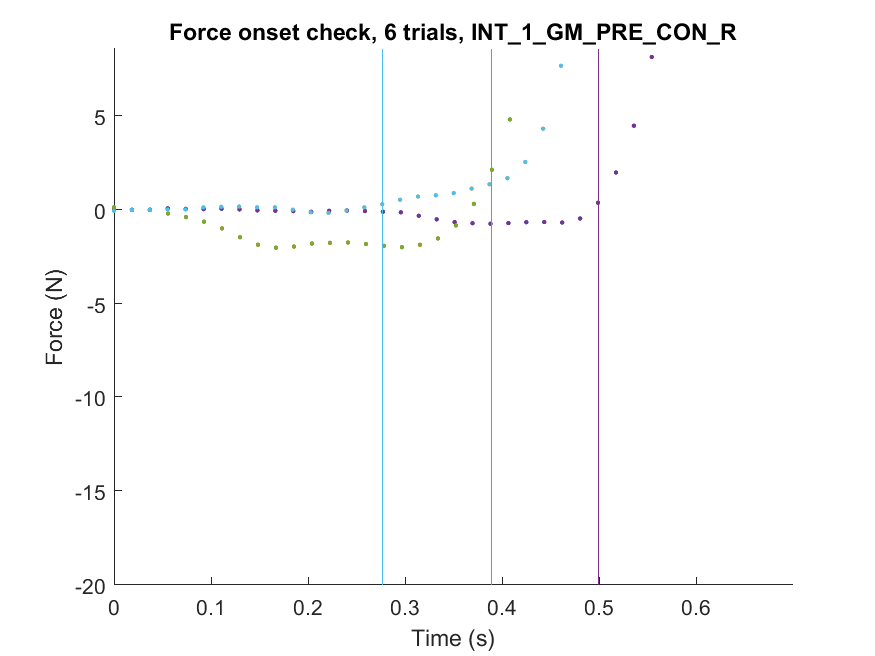 Force onset check, 6 trials, INT_1_GM_PRE_CON_R
5
0
-5
-10
-15
-20
Force (N)
0 0.1 0.2 0.3 0.4 0.5 0.6
Time (s)